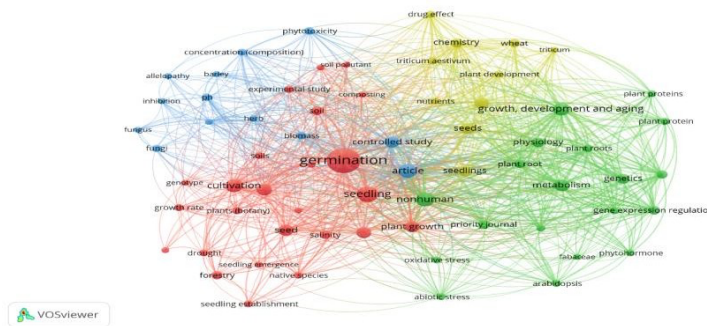 drug effect
phytotoxicity
chemistry
wheat
triticum
concentration (composition)
soil pollutant
triticum aestivum
allelopathy
barley
plant development
experimental study
composting
nutrients
plant proteins
inhibition
ph
soil
growth, development and aging
herb
plant protein
fungus
biomass
controlled study
seeds
physiology
fungi
soils
plant roots
germination
plant root
article
seedlings
genetics
genotype
cultivation
metabolism
seedling
nonhuman
growth rate
plants (botany)
gene expression regulation
seed
salinity
plant growth
priority journal
drought
phytohormone
seedling emergence
oxidative stress
fabaceae
forestry
native species
arabidopsis
abiotic stress
seedling establishment
VOSviewer